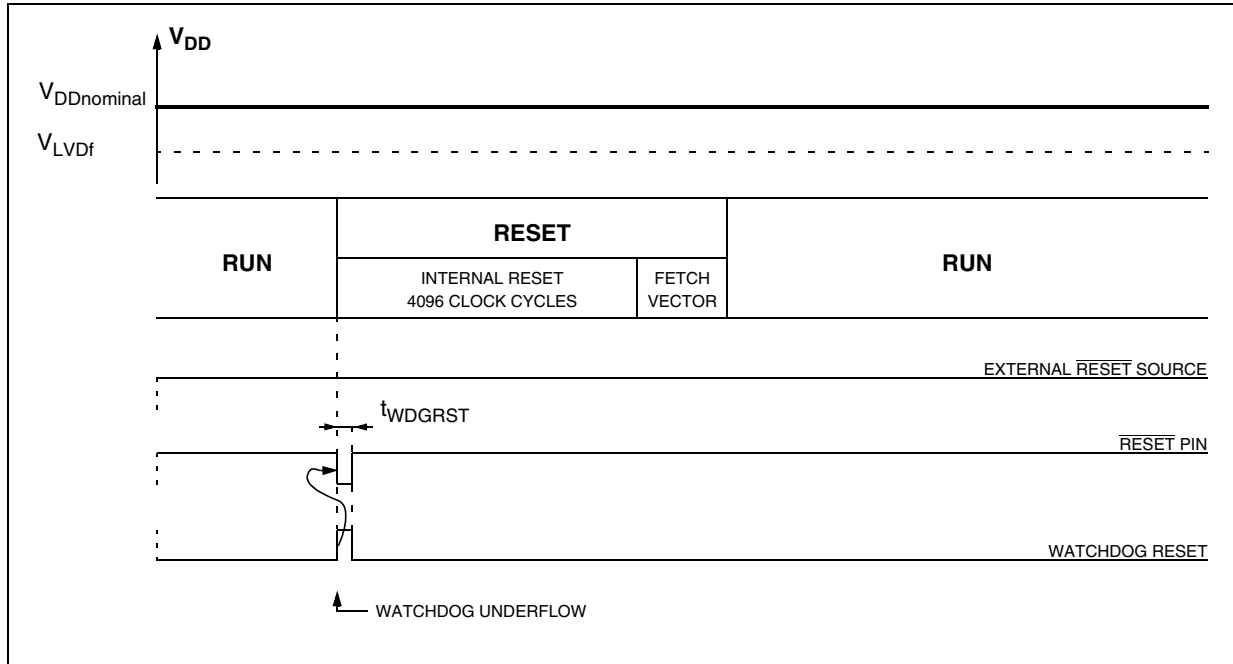 VDD
VDDnominal
VLVDf
RUN
RESET
RUN
INTERNAL RESET
4096 CLOCK CYCLES
FETCH
VECTOR
EXTERNAL RESET SOURCE
tWDGRST
RESET PIN
WATCHDOG RESET
WATCHDOG UNDERFLOW